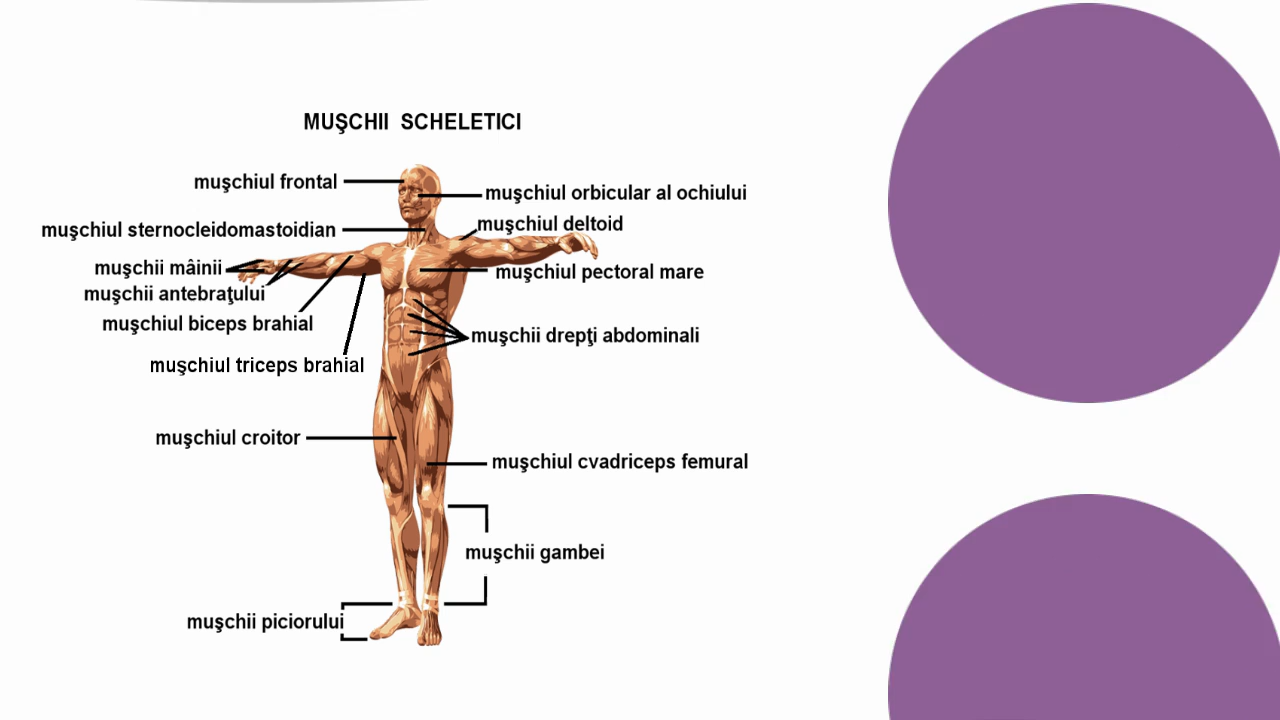 MUŞCHII SCHELETICI
muşchiul frontal
muşchiul orbicular al ochiului
muşchiul deltoid
muşchiul sternocleidomastoidian
muşchii mâinii
muşchiul pectoral mare
muşchii antebraţului
muşchiul biceps brahial
muşchii drepţi abdominali
muşchiul triceps brahial
muşchiul croitor
muşchiul cvadriceps femural
muşchii gambei
muşchii piciorului